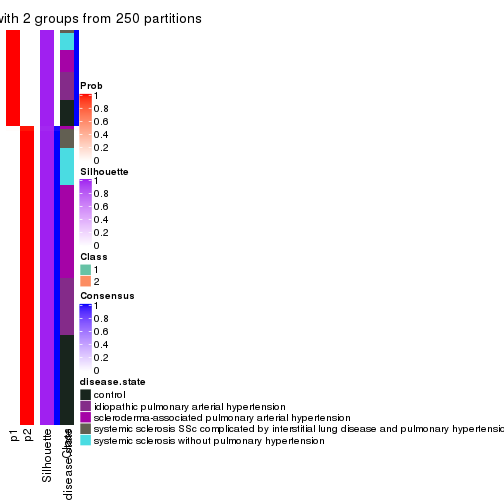 with 2 groups from 250 partitions
Prob
1
0.8
0.6
0.4
0.2
0
Silhouette
1
0.8
0.6
0.4
0.2
0
Class
1
2
Consensus
1
0.8
0.6
0.4
0.2
0
disease.state
control
idiopathic pulmonary arterial hypertension
scleroderma-associated pulmonary arterial hypertension
systemic sclerosis SSc complicated by interstitial lung disease and pulmonary hypertensio
systemic sclerosis without pulmonary hypertension
p1
p2
Silhouette
Class
disease.state